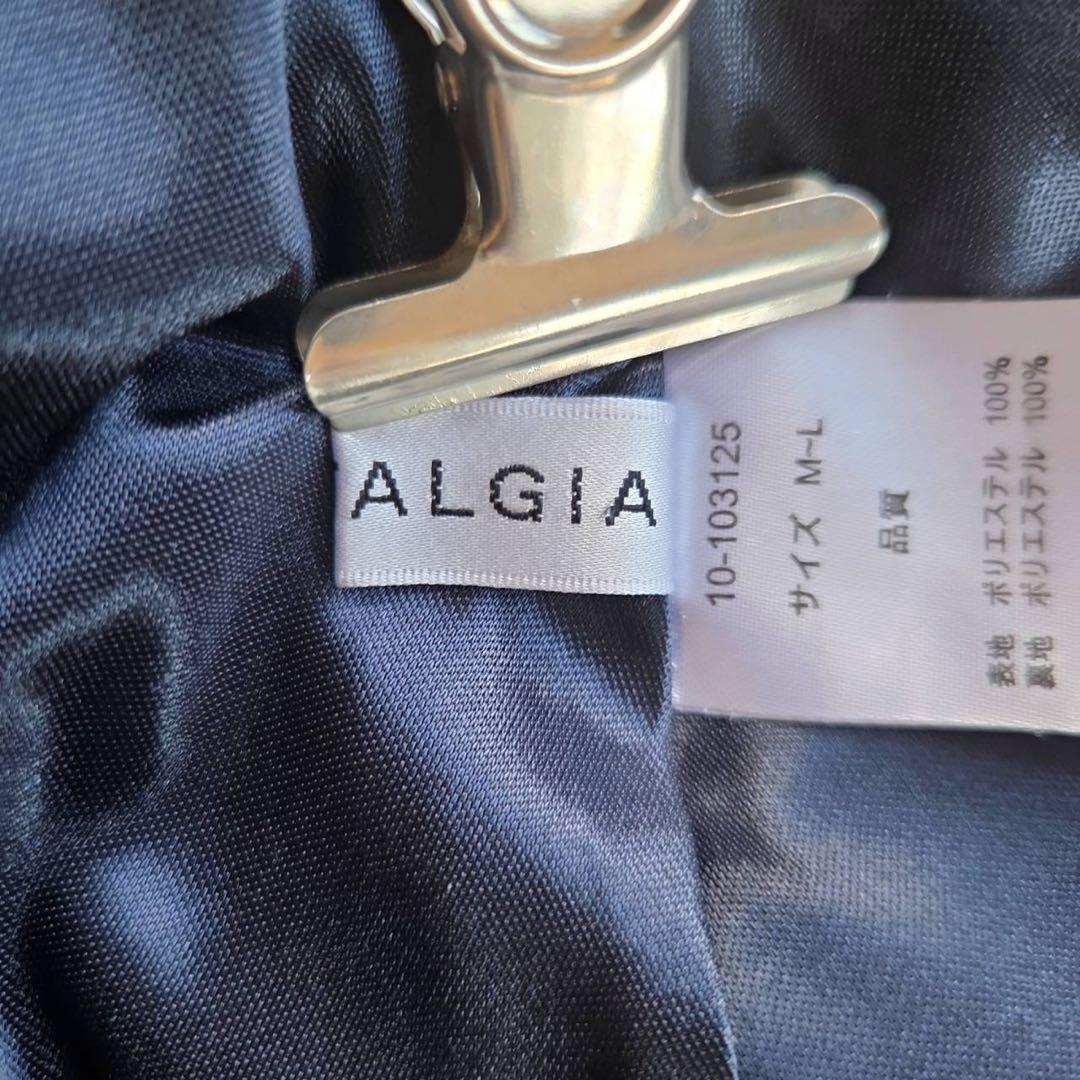 ALGIA
10-103125
サイズ M~L
品質
表地 ポリエステル 100%
裏地 ポリエステル 100%